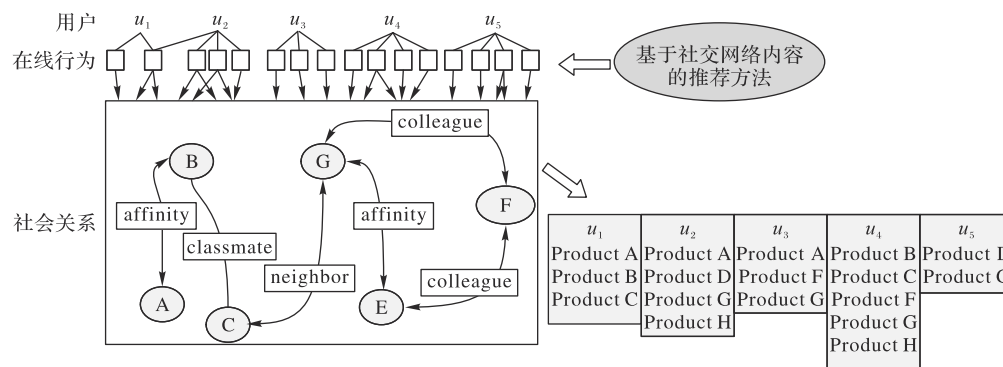 用户 u₁ u₂ u₃ u₄ u₅
在线行为
基于社交网络内容
的推荐方法
社会关系
colleague
B
G
F
affinity
affinity
classmate
neighbor
colleague
A
C
E
u₁
Product A
Product B
Product C
u₂
Product A
Product D
Product G
Product H
u₃
Product A
Product F
Product G
u₄
Product B
Product C
Product F
Product G
Product H
u₅
Product
Product